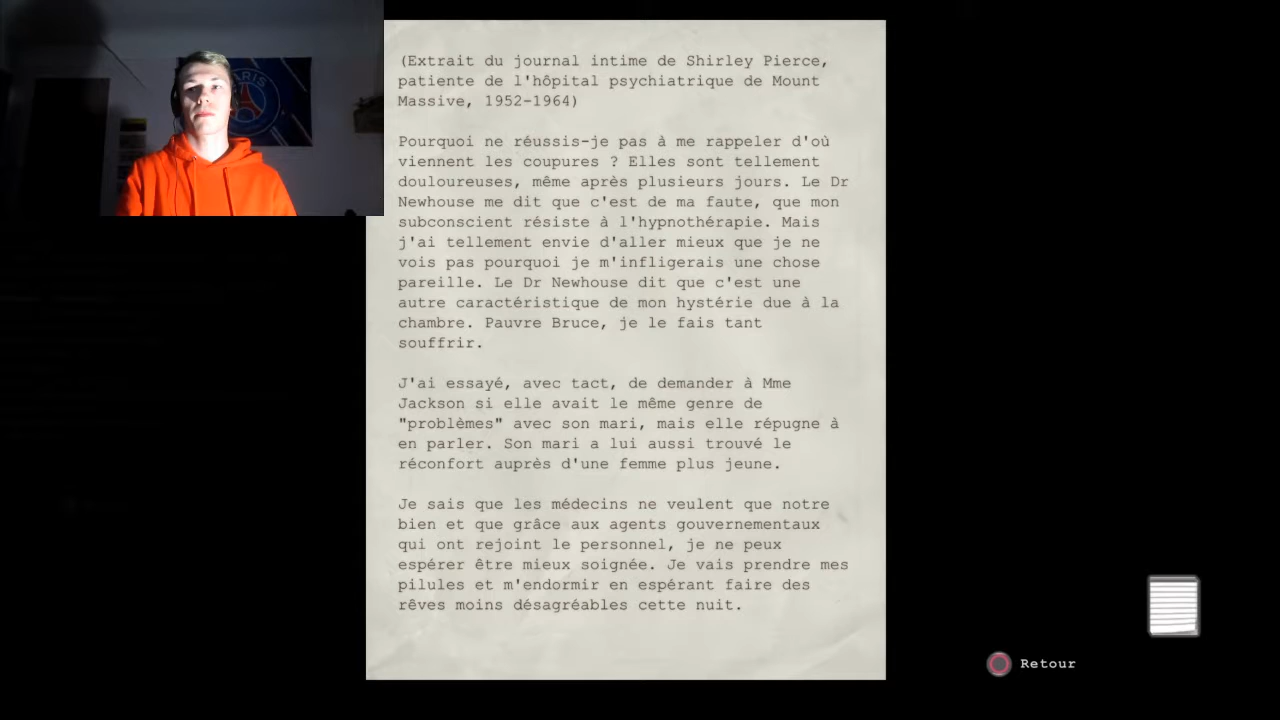 PARIS
(Extrait du journal intime de Shirley Pierce,
patiente de l'hôpital psychiatrique de Mount
Massive, 1952-1964)
Pourquoi ne réussis-je pas à me rappeler d'où
viennent les coupures ? Elles sont tellement
douloureuses, même après plusieurs jours. Le Dr
Newhouse me dit que c'est de ma faute, que mon
subconscient résiste à l'hypnothérapie. Mais
j'ai tellement envie d'aller mieux que je ne
vois pas pourquoi je m'infligerais une chose
pareille. Le Dr Newhouse dit que c'est une
autre caractéristique de mon hystérie due à la
chambre. Pauvre Bruce, je le fais tant
souffrir.
J'ai essayé, avec tact, de demander à Mme
Jackson si elle avait le même genre de
"problèmes" avec son mari, mais elle répugne à
en parler. Son mari a lui aussi trouvé le
réconfort auprès d'une femme plus jeune.
Je sais que les médecins ne veulent que notre
bien et que grâce aux agents gouvernementaux
qui ont rejoint le personnel, je ne peux
espérer être mieux soignée. Je vais prendre mes
pilules et m'endormir en espérant faire des
rêves moins désagréables cette nuit.
Retour